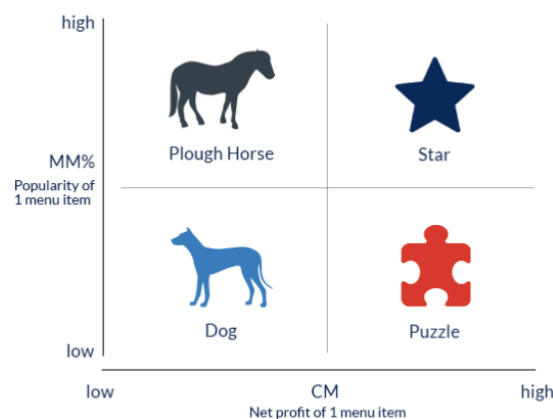 high
Plough Horse
Star
MM%
Popularity of
1 menu item
Dog
Puzzle
low
low
CM
high
Net profit of 1 menu item